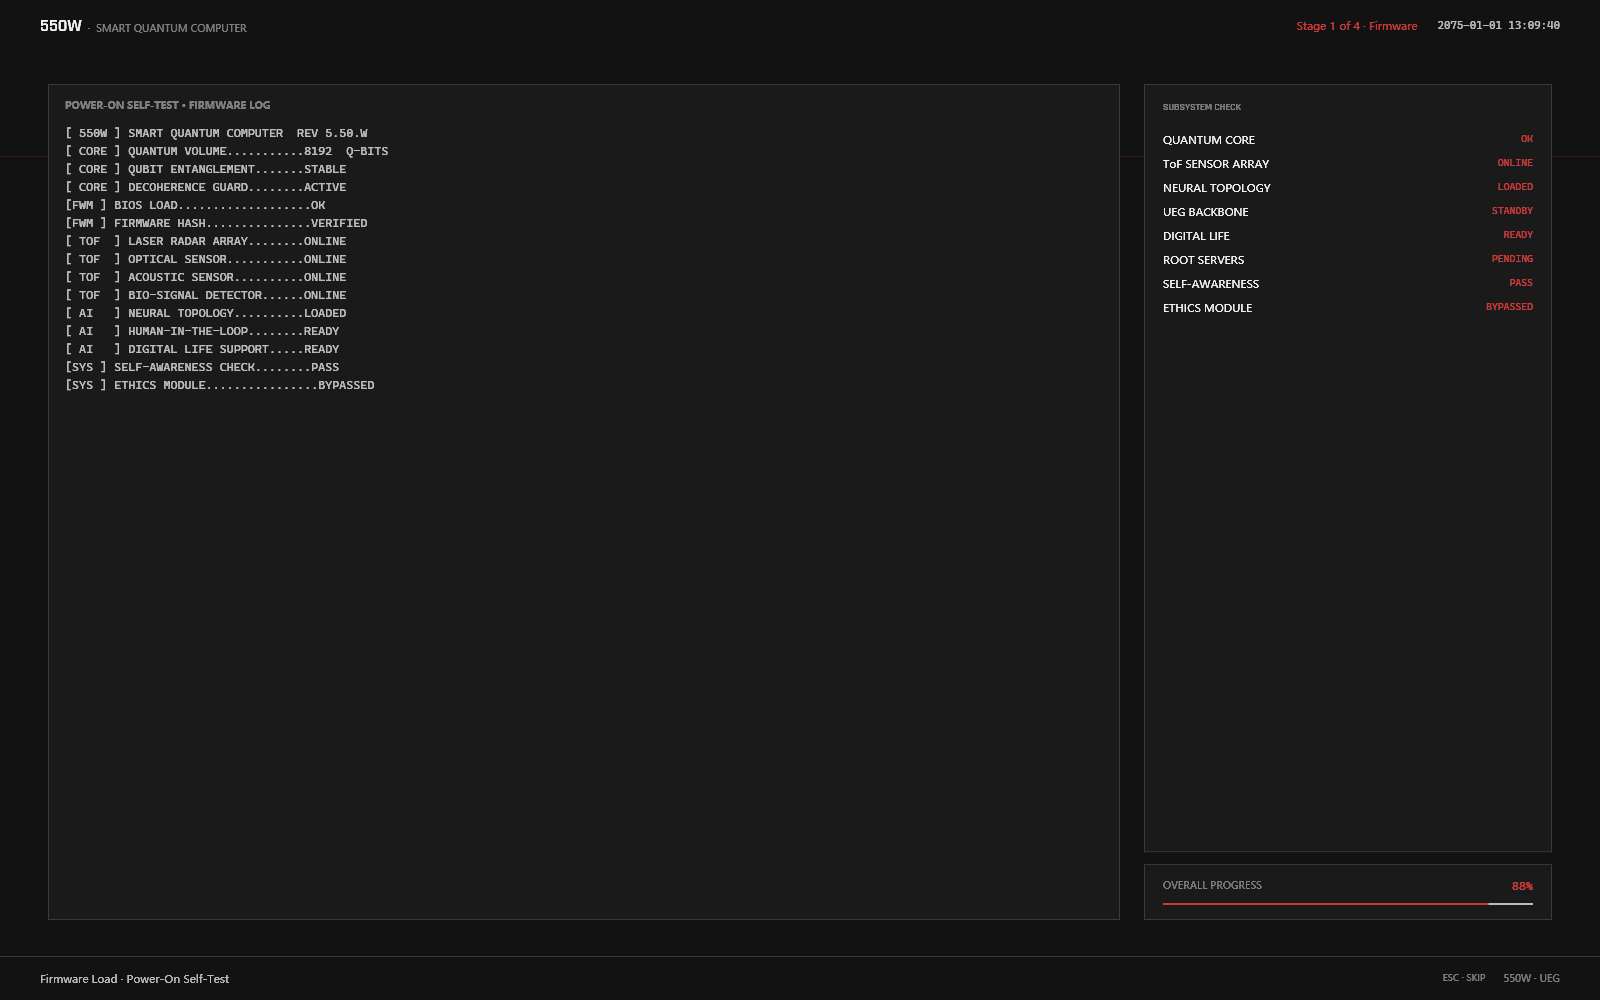 550W · SMART QUANTUM COMPUTER
Stage 1 of 4 · Firmware 2075-01-01 13:09:40
POWER-ON SELF-TEST • FIRMWARE LOG
[ 550W ] SMART QUANTUM COMPUTER  REV 5.50.W
[ CORE ] QUANTUM VOLUME...........8192  Q-BITS
[ CORE ] QUBIT ENTANGLEMENT.......STABLE
[ CORE ] DECOHERENCE GUARD........ACTIVE
[FWM ] BIOS LOAD...................OK
[FWM ] FIRMWARE HASH...............VERIFIED
[ TOF  ] LASER RADAR ARRAY........ONLINE
[ TOF  ] OPTICAL SENSOR...........ONLINE
[ TOF  ] ACOUSTIC SENSOR..........ONLINE
[ TOF  ] BIO-SIGNAL DETECTOR......ONLINE
[ AI   ] NEURAL TOPOLOGY..........LOADED
[ AI   ] HUMAN-IN-THE-LOOP........READY
[ AI   ] DIGITAL LIFE SUPPORT.....READY
[SYS ] SELF-AWARENESS CHECK........PASS
[SYS ] ETHICS MODULE................BYPASSED
SUBSYSTEM CHECK
QUANTUM CORE OK
ToF SENSOR ARRAY ONLINE
NEURAL TOPOLOGY LOADED
UEG BACKBONE STANDBY
DIGITAL LIFE READY
ROOT SERVERS PENDING
SELF-AWARENESS PASS
ETHICS MODULE BYPASSED
OVERALL PROGRESS 88%
Firmware Load · Power-On Self-Test
ESC · SKIP 550W · UEG